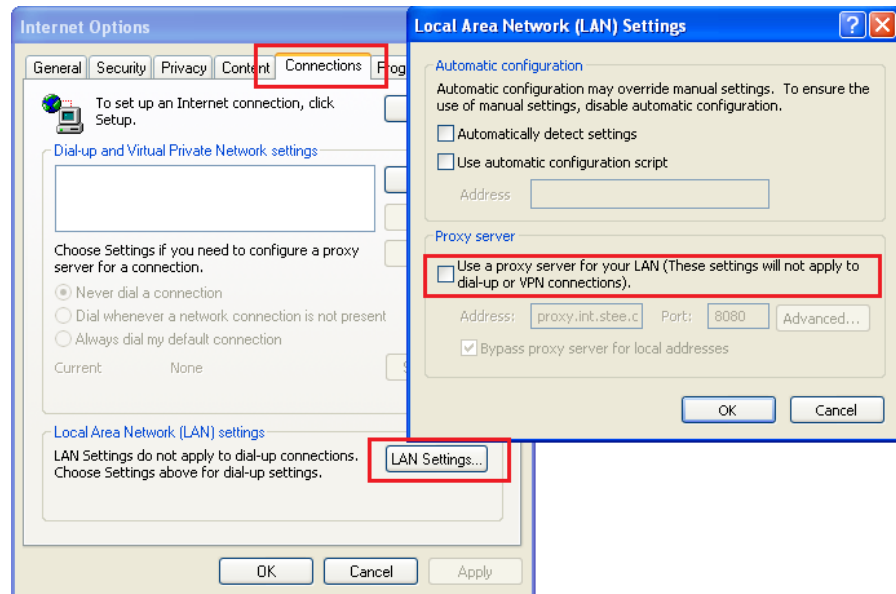 Internet Options
General Security Privacy Content Connections Prog
To set up an Internet connection, click
Setup.
Dial-up and Virtual Private Network settings
Choose Settings if you need to configure a proxy
server for a connection.
Never dial a connection
Dial whenever a network connection is not present
Always dial my default connection
Current None
Local Area Network (LAN) settings
LAN Settings do not apply to dial-up connections.
Choose Settings above for dial-up settings.
LAN Settings...
OK Cancel Apply
Local Area Network (LAN) Settings
Automatic configuration
Automatic configuration may override manual settings. To ensure the
use of manual settings, disable automatic configuration.
Automatically detect settings
Use automatic configuration script
Address
Proxy server
Use a proxy server for your LAN (These settings will not apply to
dial-up or VPN connections).
Address: proxy.int.stee.c Port: 8080 Advanced...
Bypass proxy server for local addresses
OK Cancel